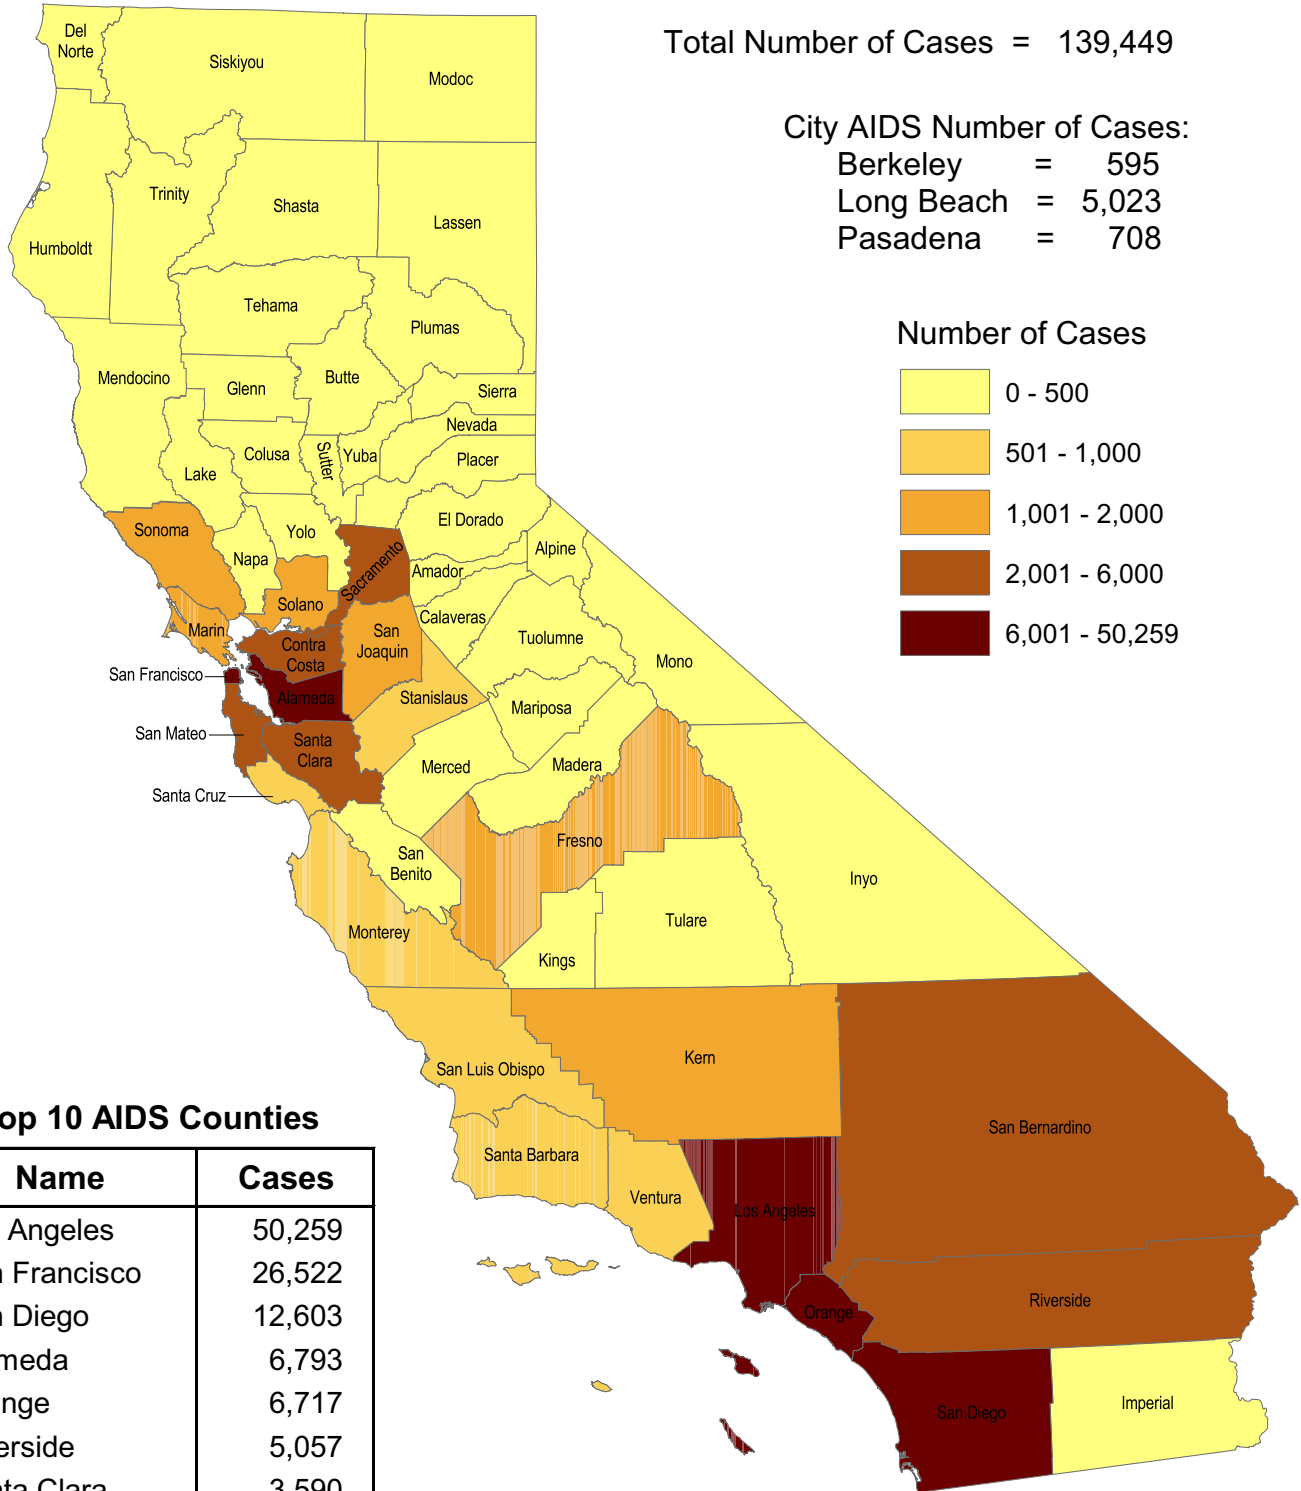 Total Number of Cases = 139,449
City AIDS Number of Cases:
Berkeley = 595
Long Beach = 5,023
Pasadena = 708
Number of Cases
0 - 500
501 - 1,000
1,001 - 2,000
2,001 - 6,000
6,001 - 50,259
Del
Norte
Siskiyou
Modoc
Trinity
Shasta
Lassen
Humboldt
Tehama
Plumas
Mendocino
Glenn
Butte
Sierra
Nevada
Colusa
Sutter
Yuba
Placer
Lake
El Dorado
Sonoma
Yolo
Napa
Sacramento
Alpine
Amador
Solano
Calaveras
Marin
San
Joaquin
Tuolumne
Contra
Costa
Mono
San Francisco
Alameda
Stanislaus
Mariposa
San Mateo
Santa
Clara
Merced
Madera
Santa Cruz
Fresno
San
Benito
Inyo
Tulare
Monterey
Kings
Kern
San Luis Obispo
San Bernardino
Santa Barbara
Ventura
Los Angeles
Riverside
Orange
Imperial
San Diego
op 10 AIDS Counties
Name Cases
Angeles 50,259
n Francisco 26,522
n Diego 12,603
meda 6,793
nge 6,717
erside 5,057
nta Clara 3,590